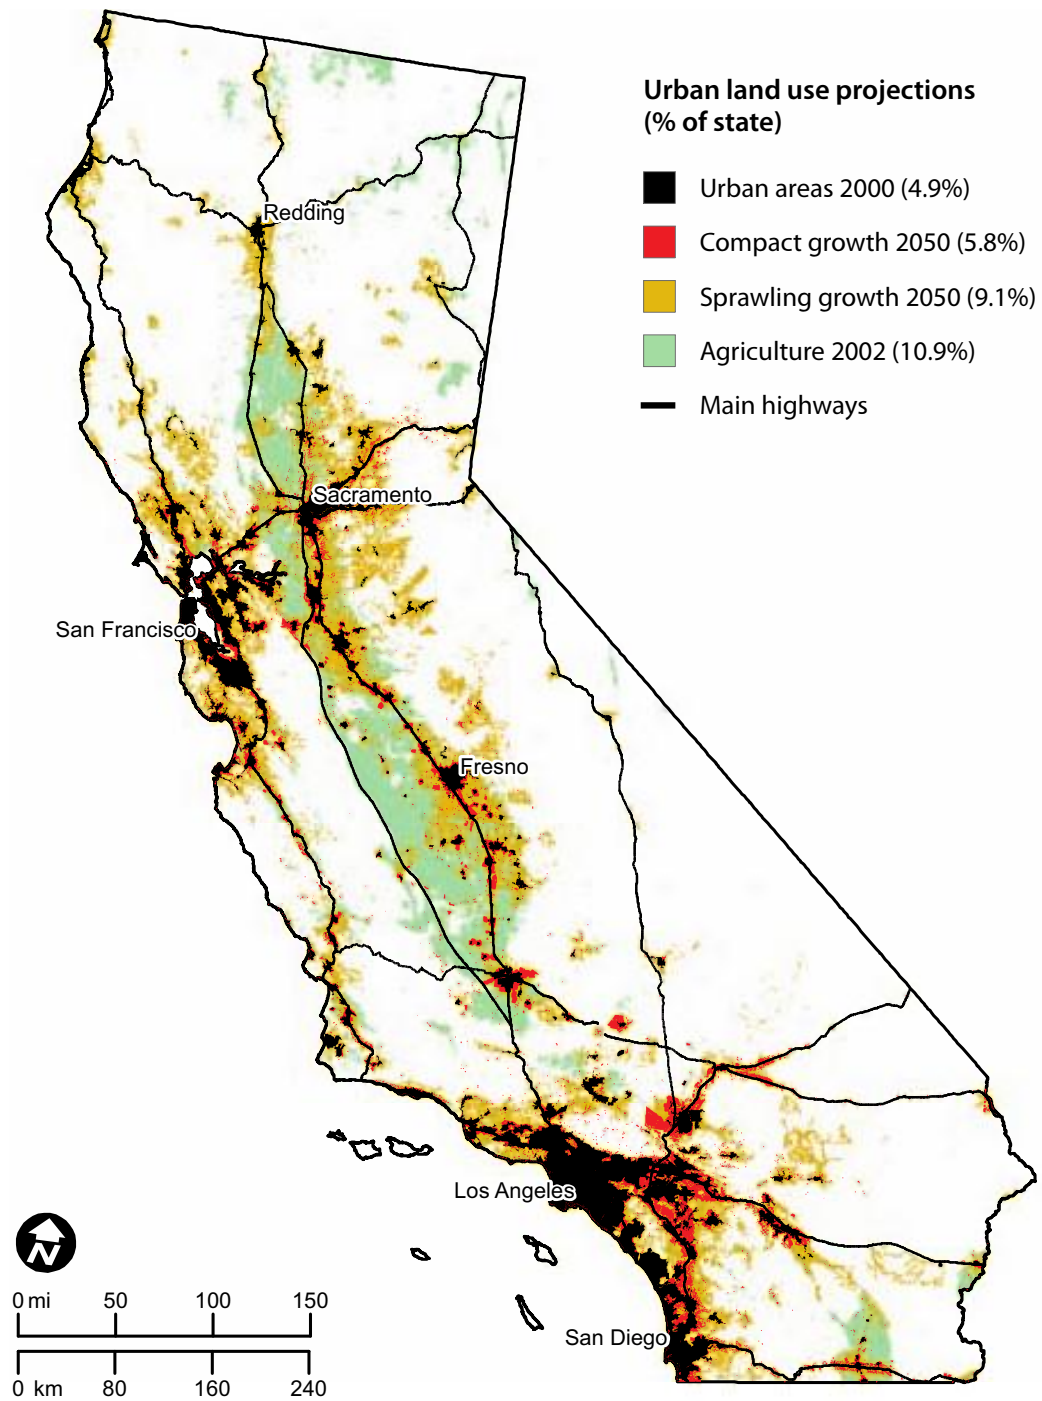 Urban land use projections
(% of state)
Urban areas 2000 (4.9%)
Compact growth 2050 (5.8%)
Sprawling growth 2050 (9.1%)
Agriculture 2002 (10.9%)
Main highways
Redding
Sacramento
San Francisco
Fresno
Los Angeles
San Diego
N
0 mi 50 100 150
0 km 80 160 240